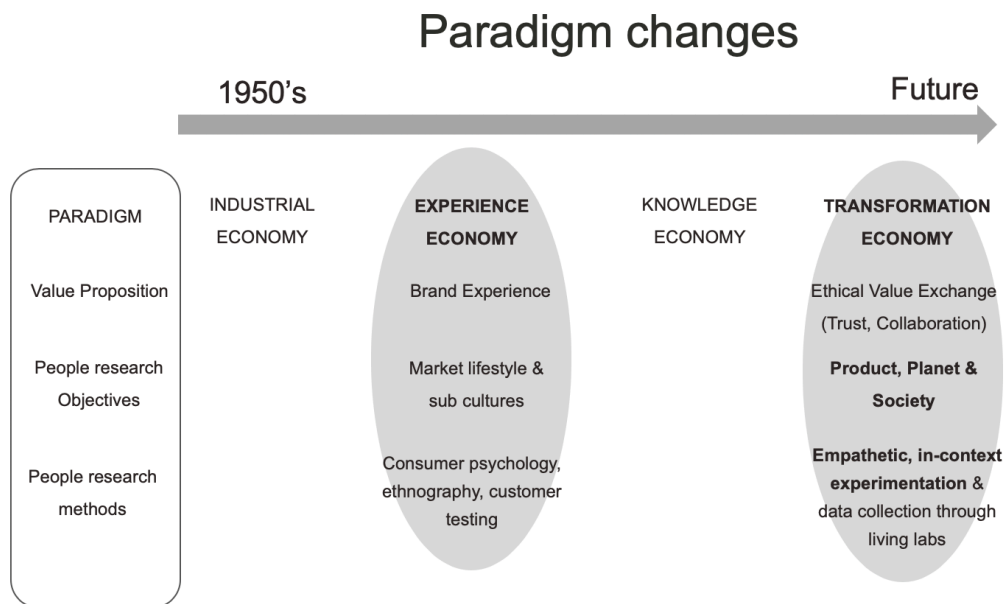 Paradigm changes
1950's
Future
PARADIGM
INDUSTRIAL
ECONOMY
EXPERIENCE
ECONOMY
KNOWLEDGE
ECONOMY
TRANSFORMATION
ECONOMY
Value Proposition
Brand Experience
Ethical Value Exchange
(Trust, Collaboration)
People research
Objectives
Market lifestyle &
sub cultures
Product, Planet &
Society
People research
methods
Consumer psychology,
ethnography, customer
testing
Empathetic, in-context
experimentation &
data collection through
living labs